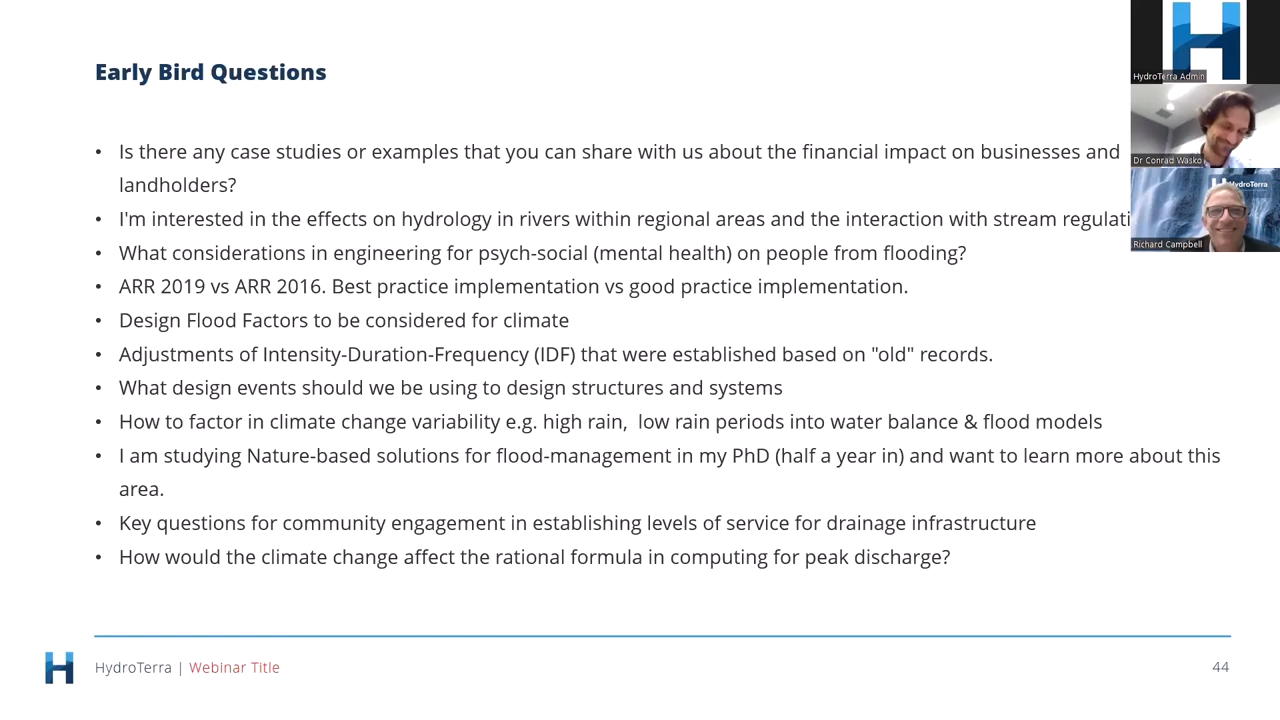 Early Bird Questions
• Is there any case studies or examples that you can share with us about the financial impact on businesses and
landholders?
• I'm interested in the effects on hydrology in rivers within regional areas and the interaction with stream regulati
• What considerations in engineering for psych-social (mental health) on people from flooding?
• ARR 2019 vs ARR 2016. Best practice implementation vs good practice implementation.
• Design Flood Factors to be considered for climate
• Adjustments of Intensity-Duration-Frequency (IDF) that were established based on "old" records.
• What design events should we be using to design structures and systems
• How to factor in climate change variability e.g. high rain,  low rain periods into water balance & flood models
• I am studying Nature-based solutions for flood-management in my PhD (half a year in) and want to learn more about this
area.
• Key questions for community engagement in establishing levels of service for drainage infrastructure
• How would the climate change affect the rational formula in computing for peak discharge?
HydroTerra Admin
Dr Conrad Wasko
HydroTerra
Richard Campbell
HydroTerra | Webinar Title
44